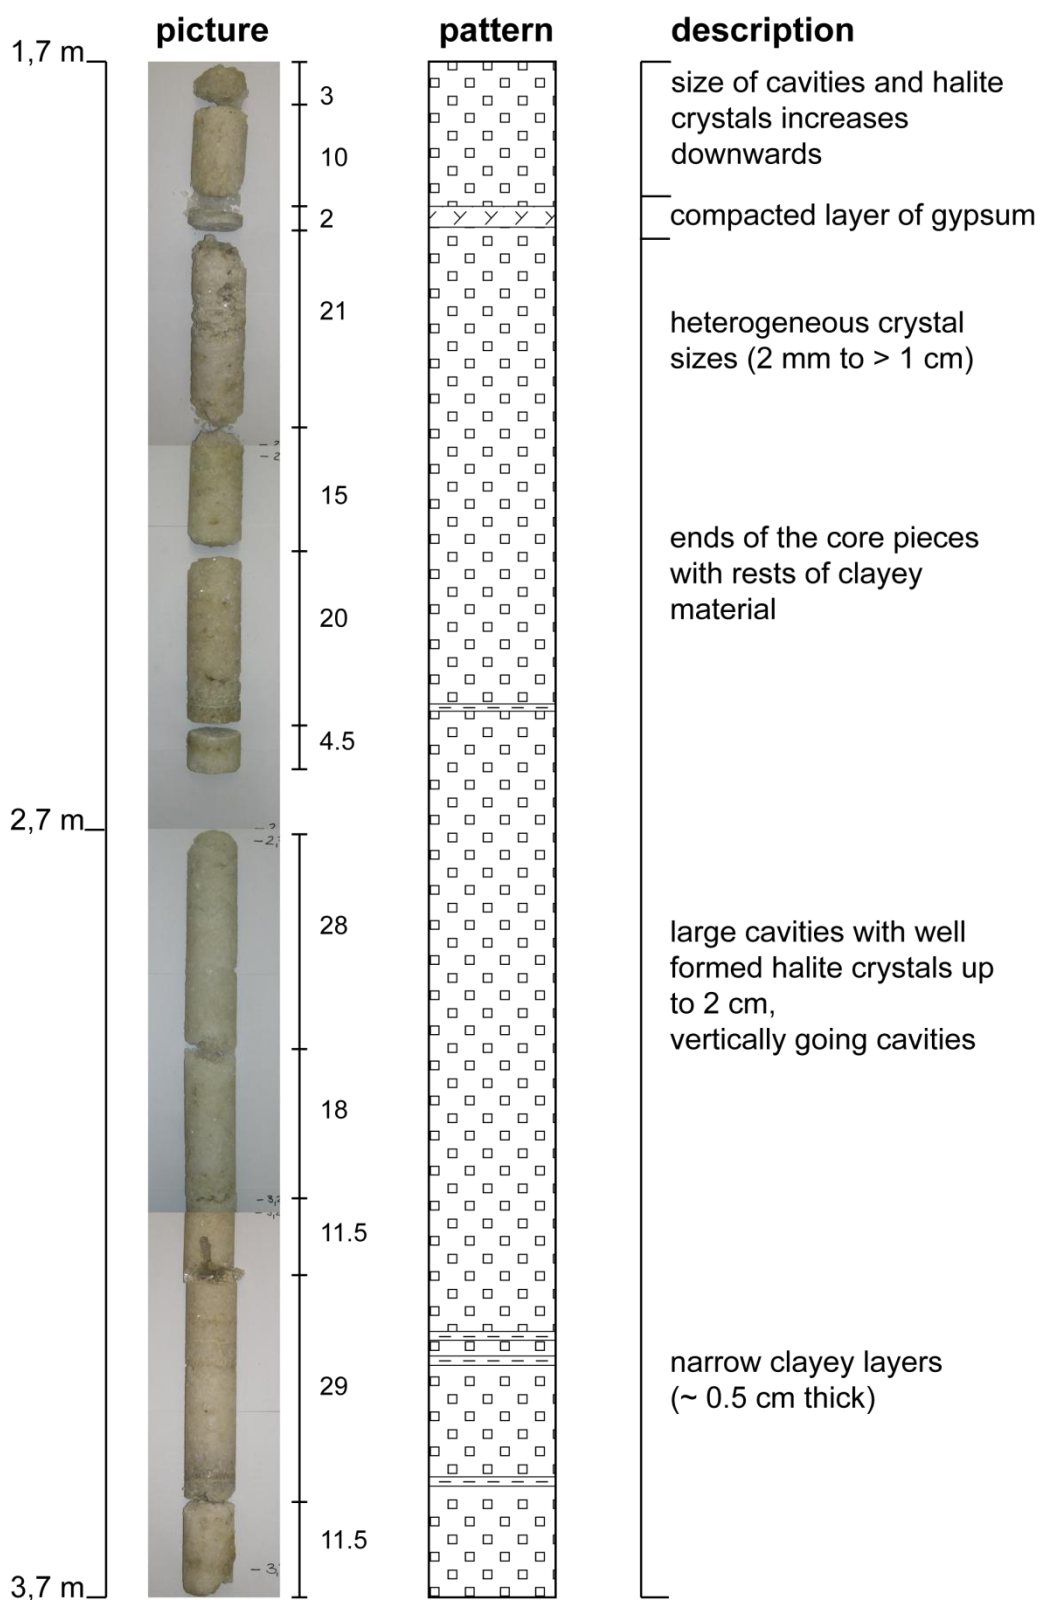 picture pattern description
1,7 m
size of cavities and halite
crystals increases
downwards
3
10
2
compacted layer of gypsum
21
heterogeneous crystal
sizes (2 mm to > 1 cm)
15
ends of the core pieces
with rests of clayey
material
20
4.5
2,7 m
28
large cavities with well
formed halite crystals up
to 2 cm,
vertically going cavities
18
11.5
29
narrow clayey layers
(~ 0.5 cm thick)
11.5
3,7 m